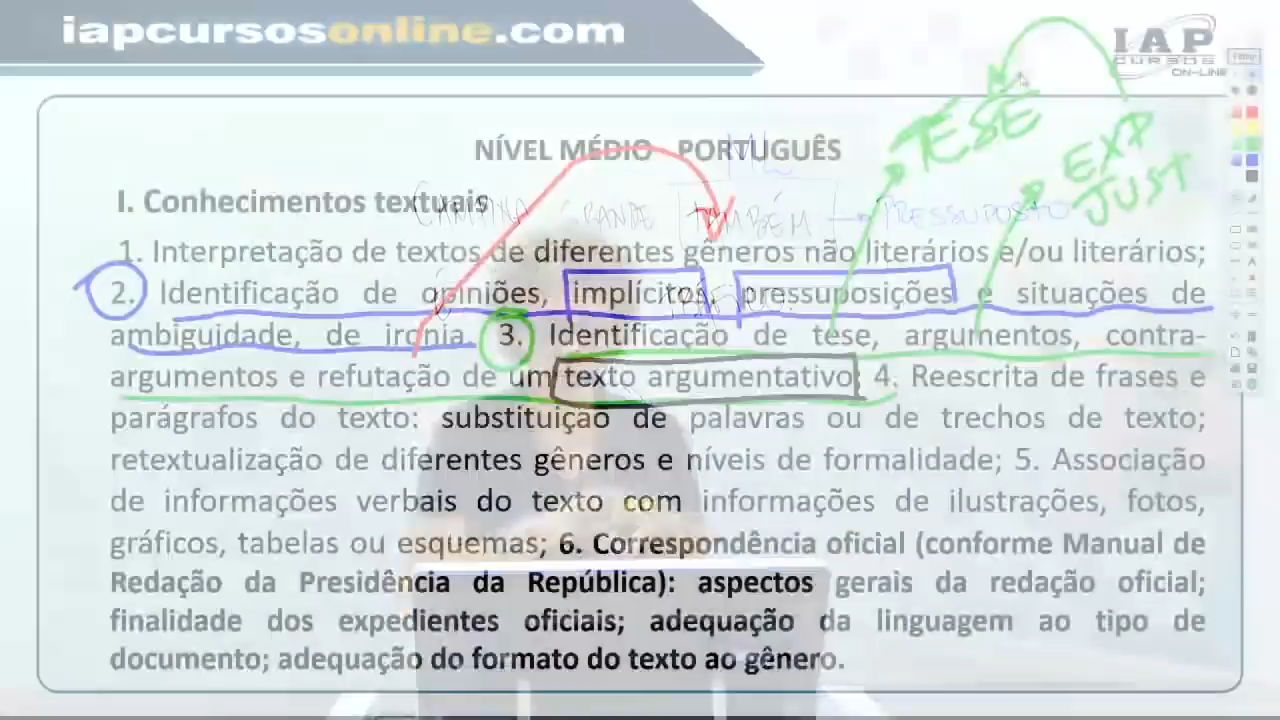 iapcursosonline.com
IAP
CURSOS
ON-LINE
TESE
EXP
JUST
NÍVEL MÉDIO PORTUGUÊS
I. Conhecimentos textuais
TAMBÉM PRESSUPOSTO
1. Interpretação de textos de diferentes gêneros não literários e/ou literários;
2. Identificação de opiniões, implícitos, pressuposições e situações de
ambiguidade, de ironia. 3. Identificação de tese, argumentos, contra-
argumentos e refutação de um texto argumentativo; 4. Reescrita de frases e
parágrafos do texto: substituição de palavras ou de trechos de texto;
retextualização de diferentes gêneros e níveis de formalidade; 5. Associação
de informações verbais do texto com informações de ilustrações, fotos,
gráficos, tabelas ou esquemas; 6. Correspondência oficial (conforme Manual de
Redação da Presidência da República): aspectos gerais da redação oficial;
finalidade dos expedientes oficiais; adequação da linguagem ao tipo de
documento; adequação do formato do texto ao gênero.